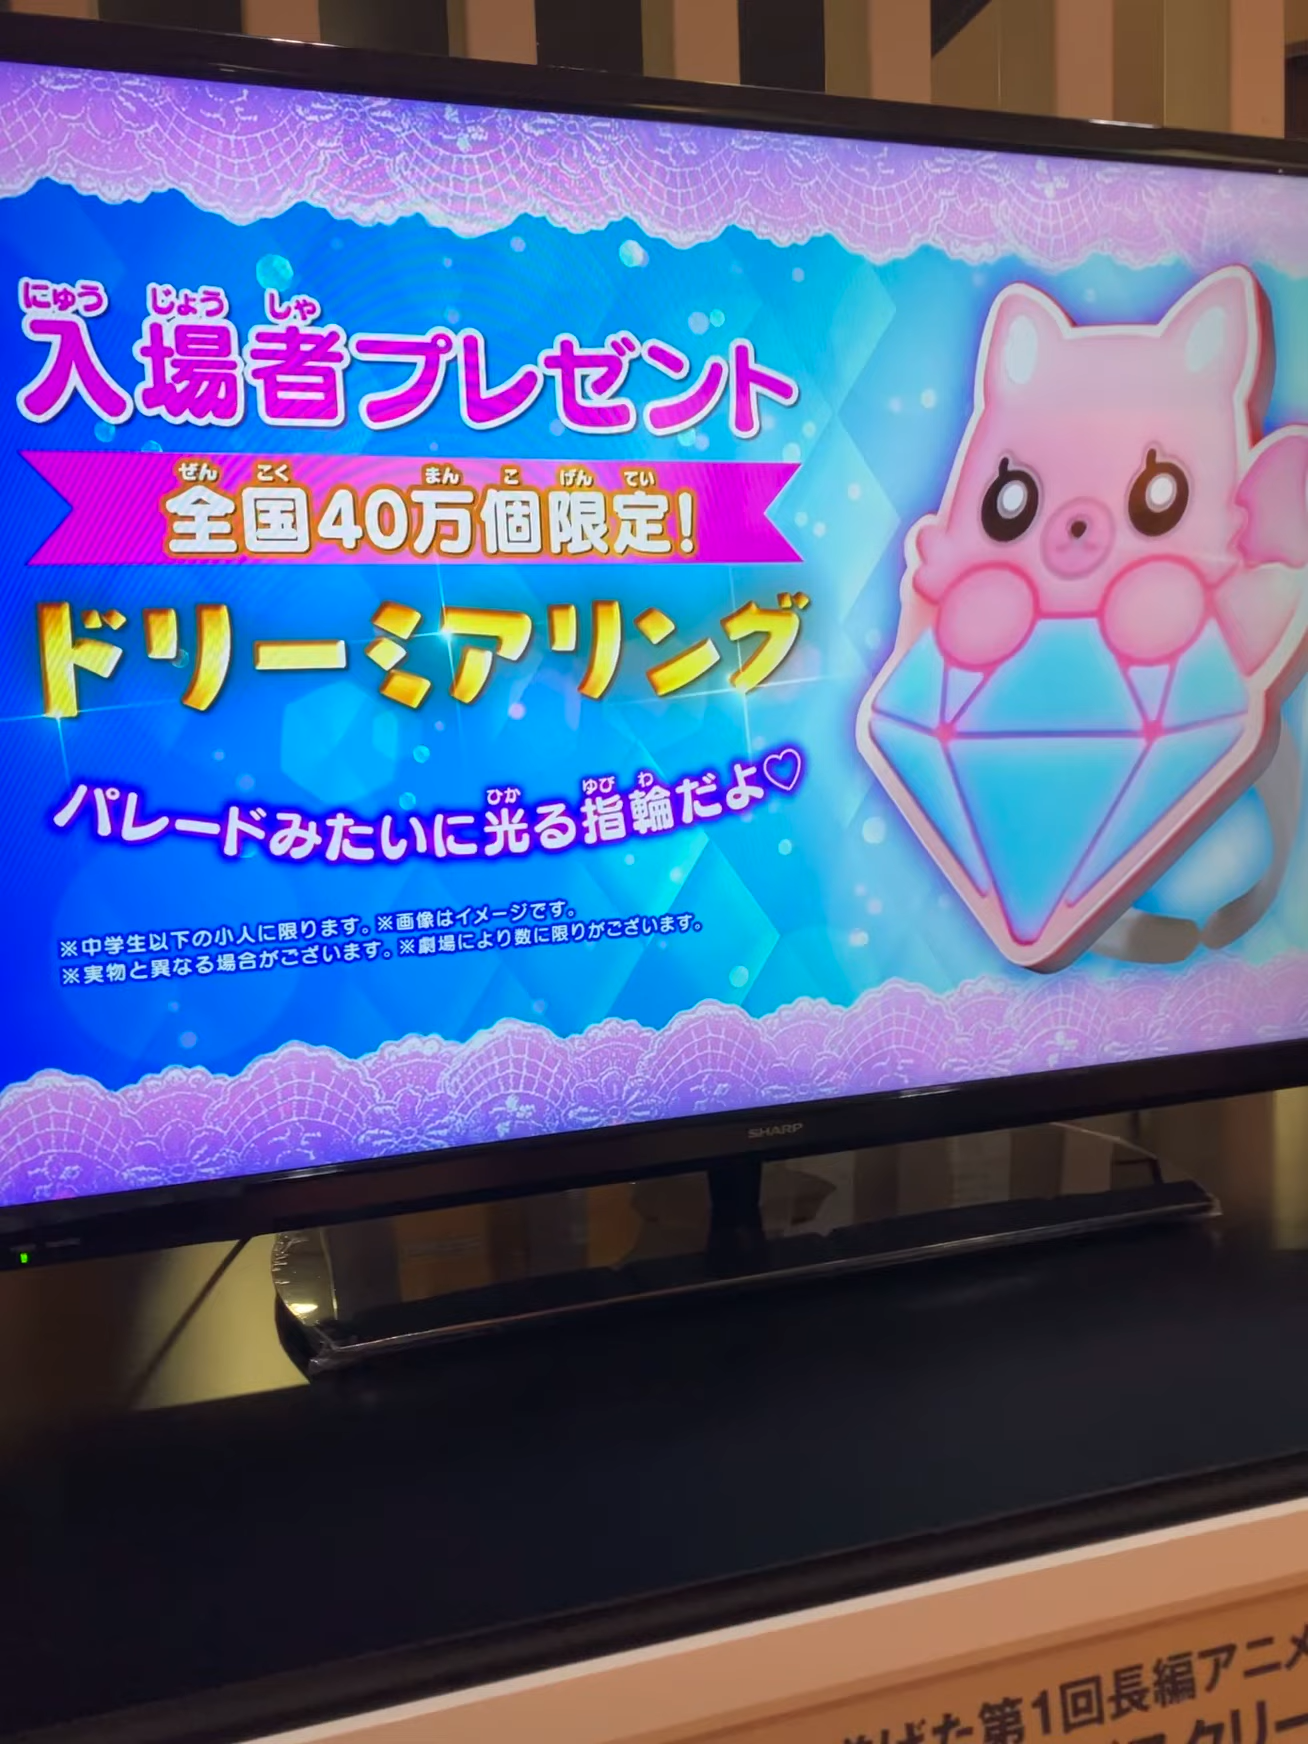 にゅう じょう しゃ
入場者プレゼント
ぜん こく まん こ げん てい
全国40万個限定!
ドリーミアリング
ひか ゆび わ
パレードみたいに光る指輪だよ♡
※中学生以下の小人に限ります。※画像はイメージです。
※実物と異なる場合がございます。※劇場により数に限りがございます。
SHARP
げた第1回長編アニメ
クリー